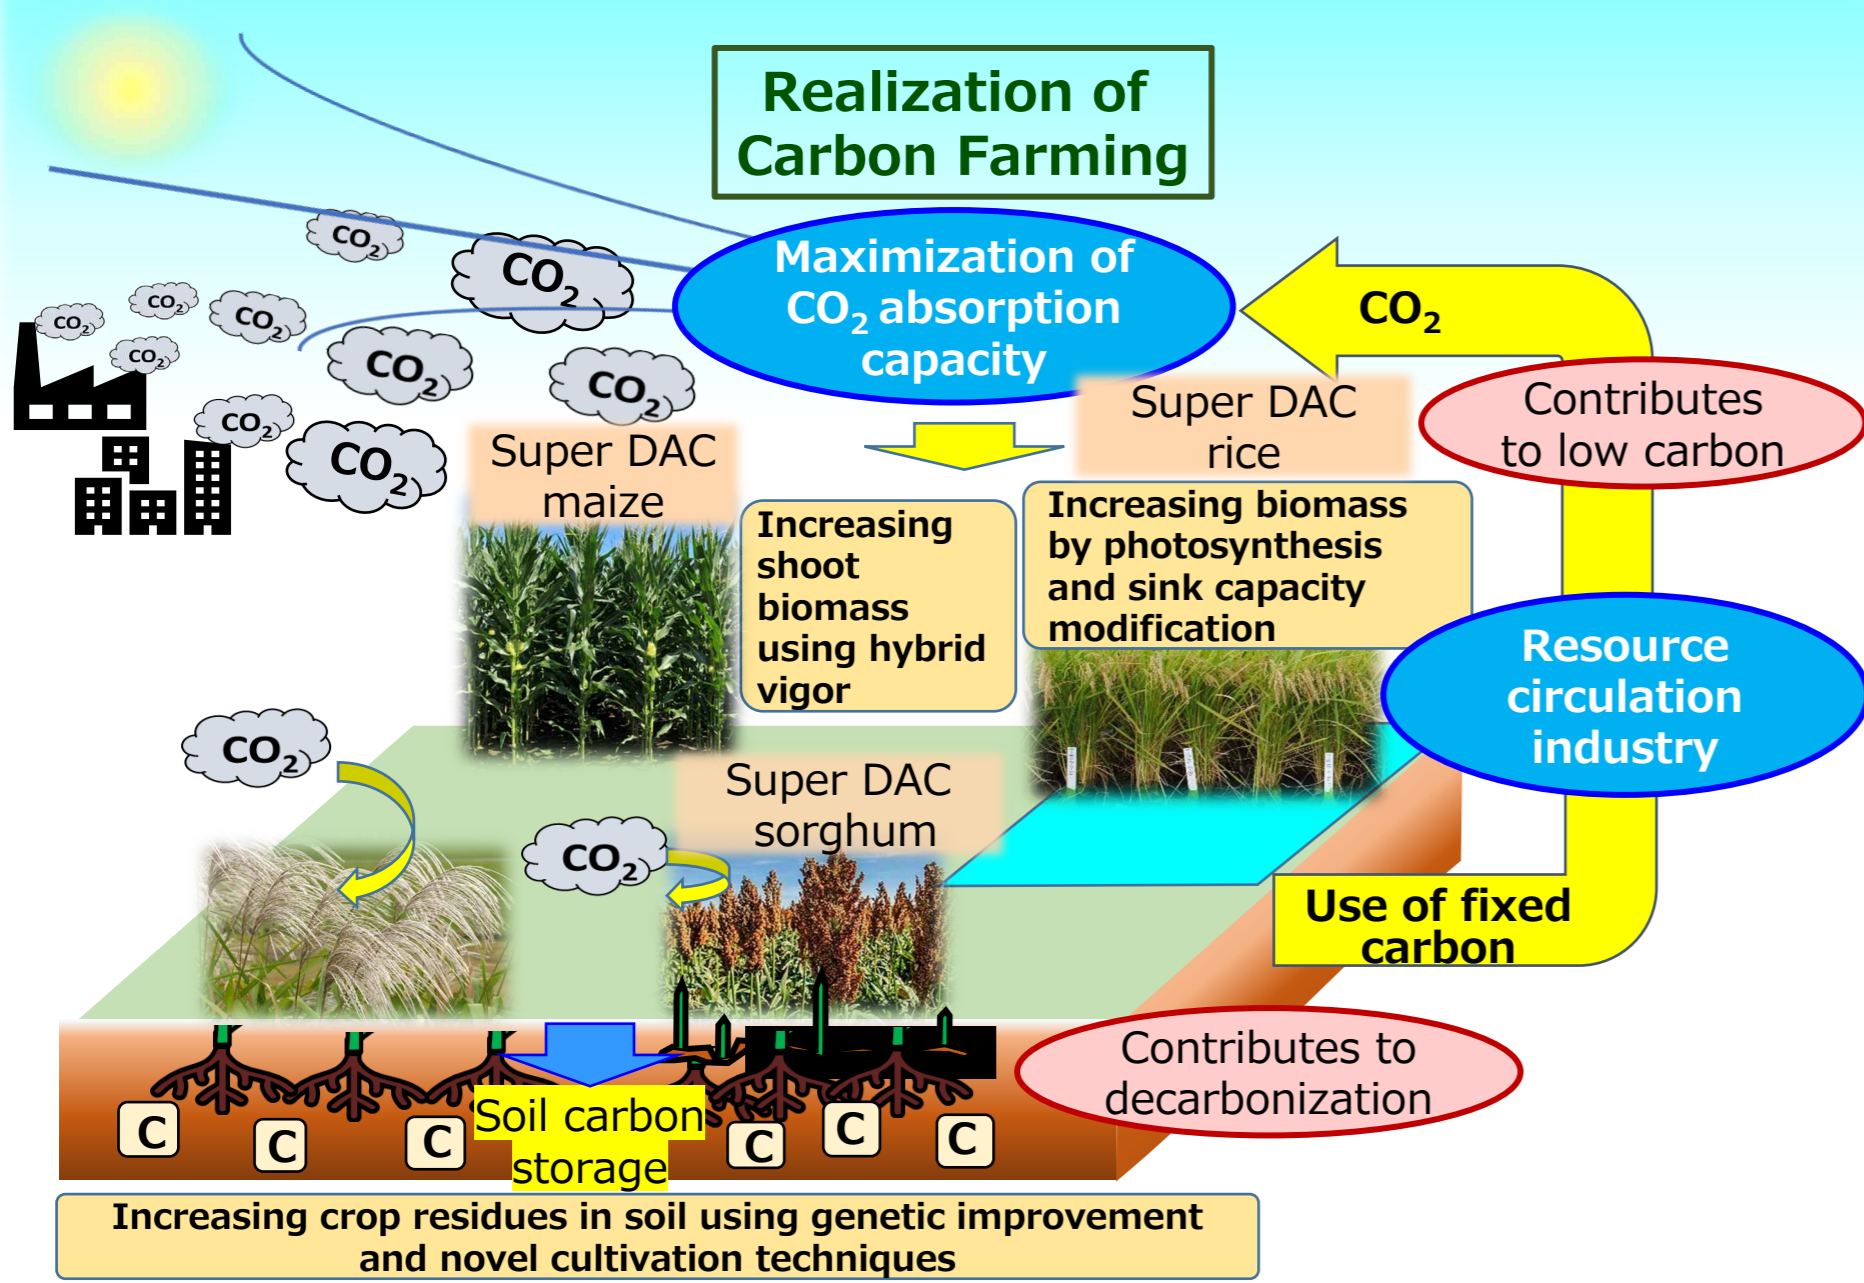 Realization of
Carbon Farming
Maximization of
CO₂ absorption
capacity
CO₂
CO₂
CO₂
CO₂
CO₂
CO₂
CO₂
CO₂
CO₂
CO₂
CO₂
CO₂
Contributes
to low carbon
Super DAC
maize
Super DAC
rice
Increasing
shoot
biomass
using hybrid
vigor
Increasing biomass
by photosynthesis
and sink capacity
modification
Resource
circulation
industry
CO₂
Super DAC
sorghum
CO₂
Use of fixed
carbon
Contributes to
decarbonization
Soil carbon
storage
C
C
C
C
C
C
Increasing crop residues in soil using genetic improvement
and novel cultivation techniques